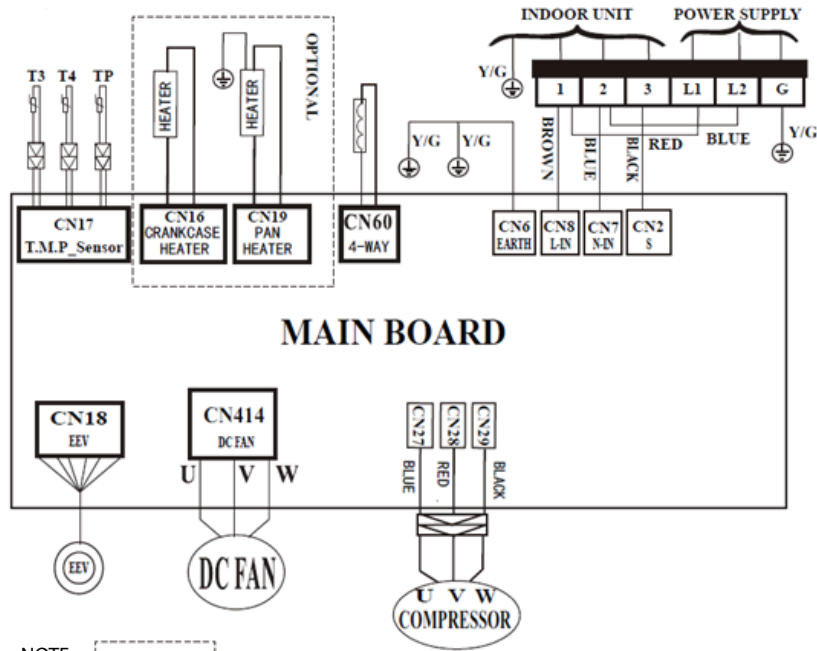 INDOOR UNIT
POWER SUPPLY
T3
T4
TP
HEATER
HEATER
OPTIONAL
Y/G
1
2
3
L1
L2
G
Y/G
Y/G
Y/G
BROWN
BLUE
BLACK
RED
BLUE
CN17
T.M.P_Sensor
CN16
CRANKCASE
HEATER
CN19
PAN
HEATER
CN60
4-WAY
CN6
EARTH
CN8
L-IN
CN7
N-IN
CN2
S
MAIN BOARD
CN18
EEV
CN414
DC FAN
U
V
W
CN27
CN28
CN29
BLUE
RED
BLACK
EEV
DC FAN
U V W
COMPRESSOR